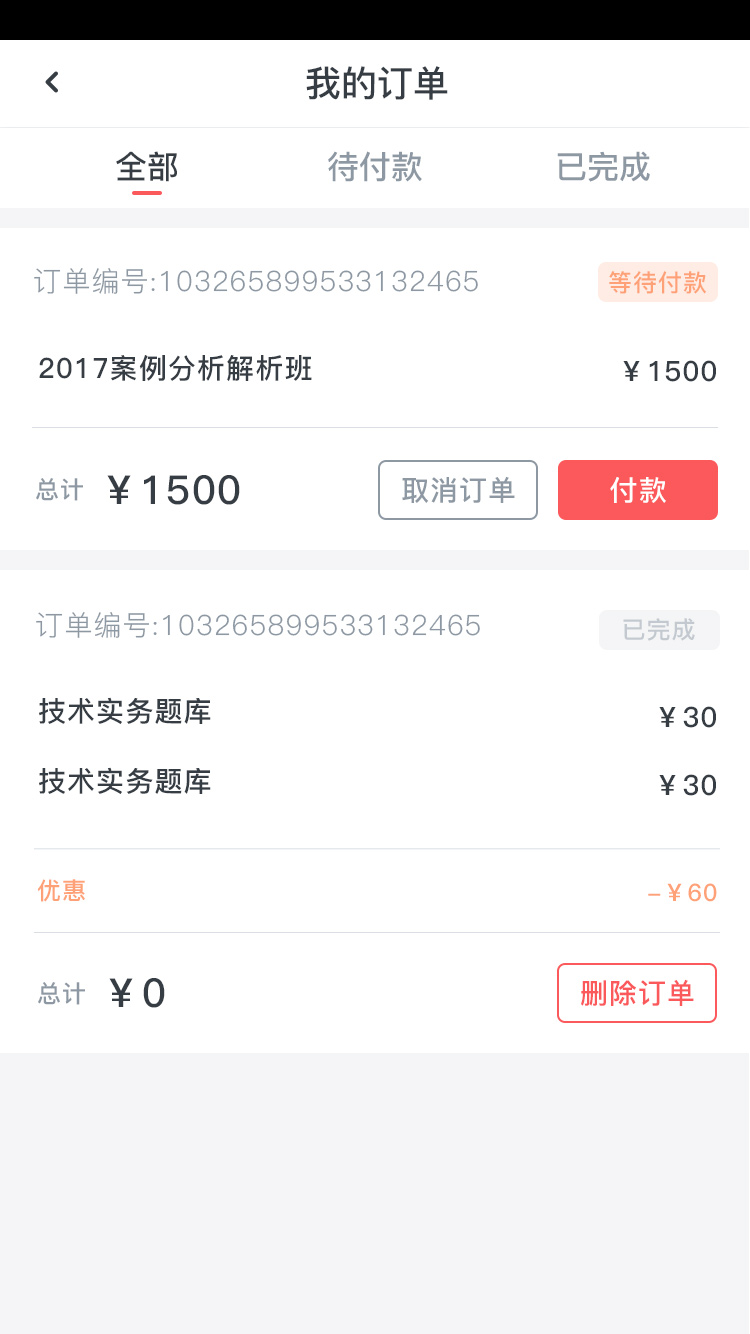 我的订单
全部 待付款 已完成
订单编号:103265899533132465 等待付款
2017案例分析解析班 ¥1500
总计 ¥1500 取消订单 付款
订单编号:103265899533132465 已完成
技术实务题库 ¥30
技术实务题库 ¥30
优惠 –¥60
总计 ¥0 删除订单